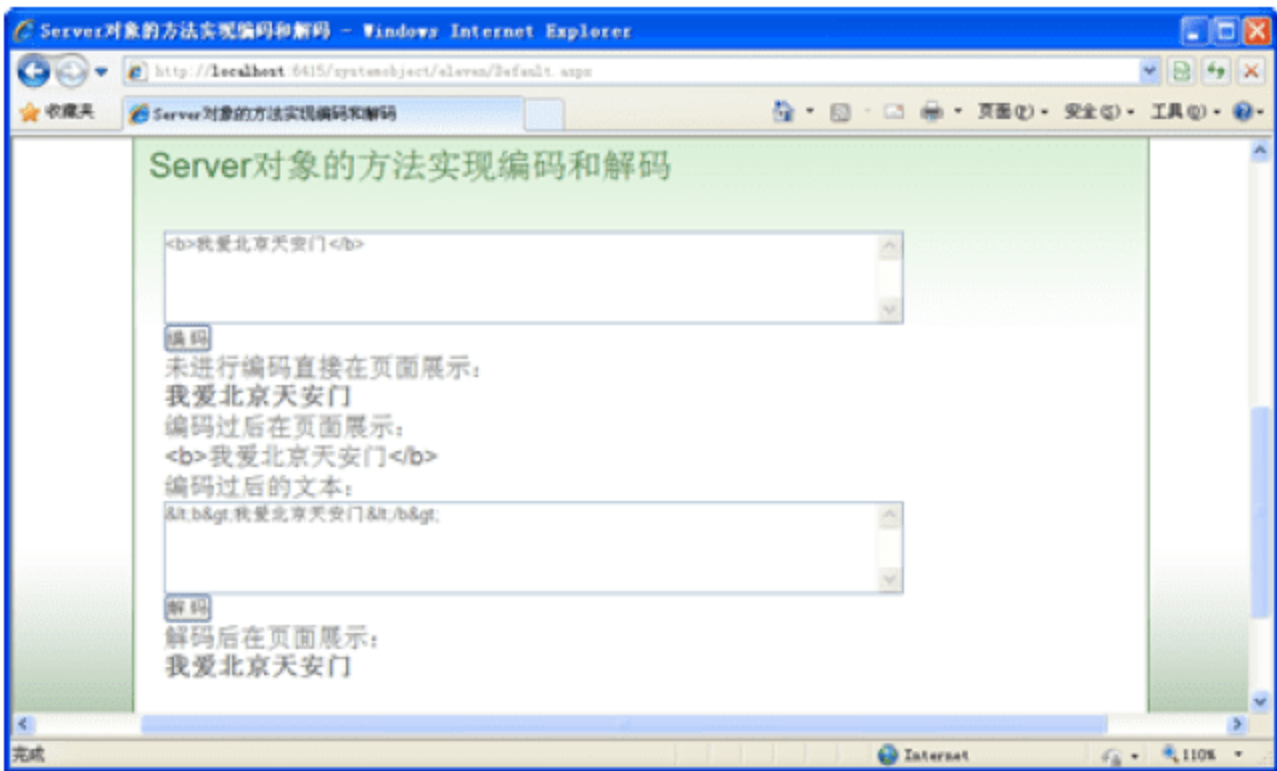 Server对象的方法实现编码和解码 - Windows Internet Explorer
http://localhost:6415/systemobject/eleven/Default.aspx
收藏夹
Server对象的方法实现编码和解码
页面(P)
安全(S)
工具(O)
Server对象的方法实现编码和解码
<b>我爱北京天安门</b>
编 码
未进行编码直接在页面展示：
我爱北京天安门
编码过后在页面展示：
<b>我爱北京天安门</b>
编码过后的文本：
&lt;b&gt;我爱北京天安门&lt;/b&gt;
解 码
解码后在页面展示：
我爱北京天安门
完成
Internet
110%